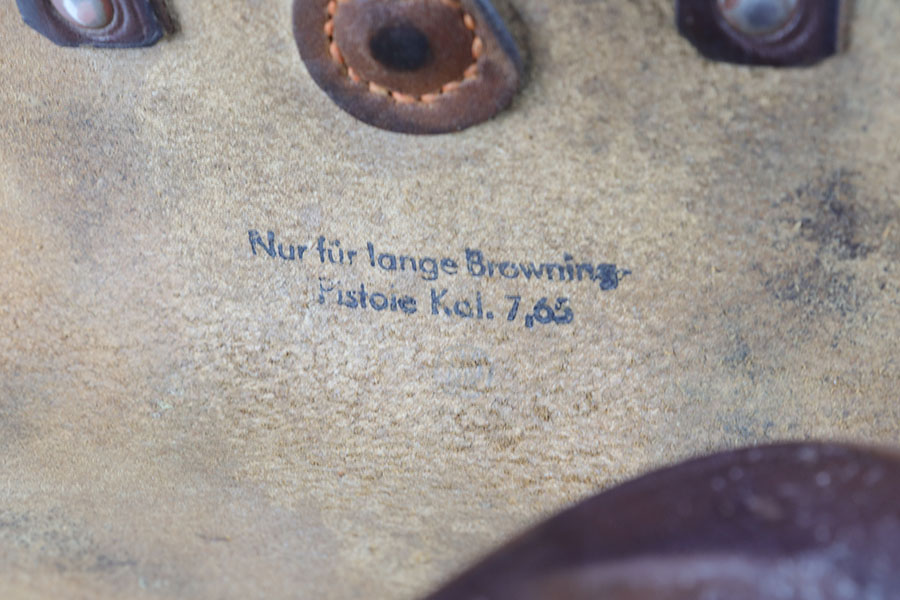 Nur für lange Browning-
Pistole Kal. 7,65